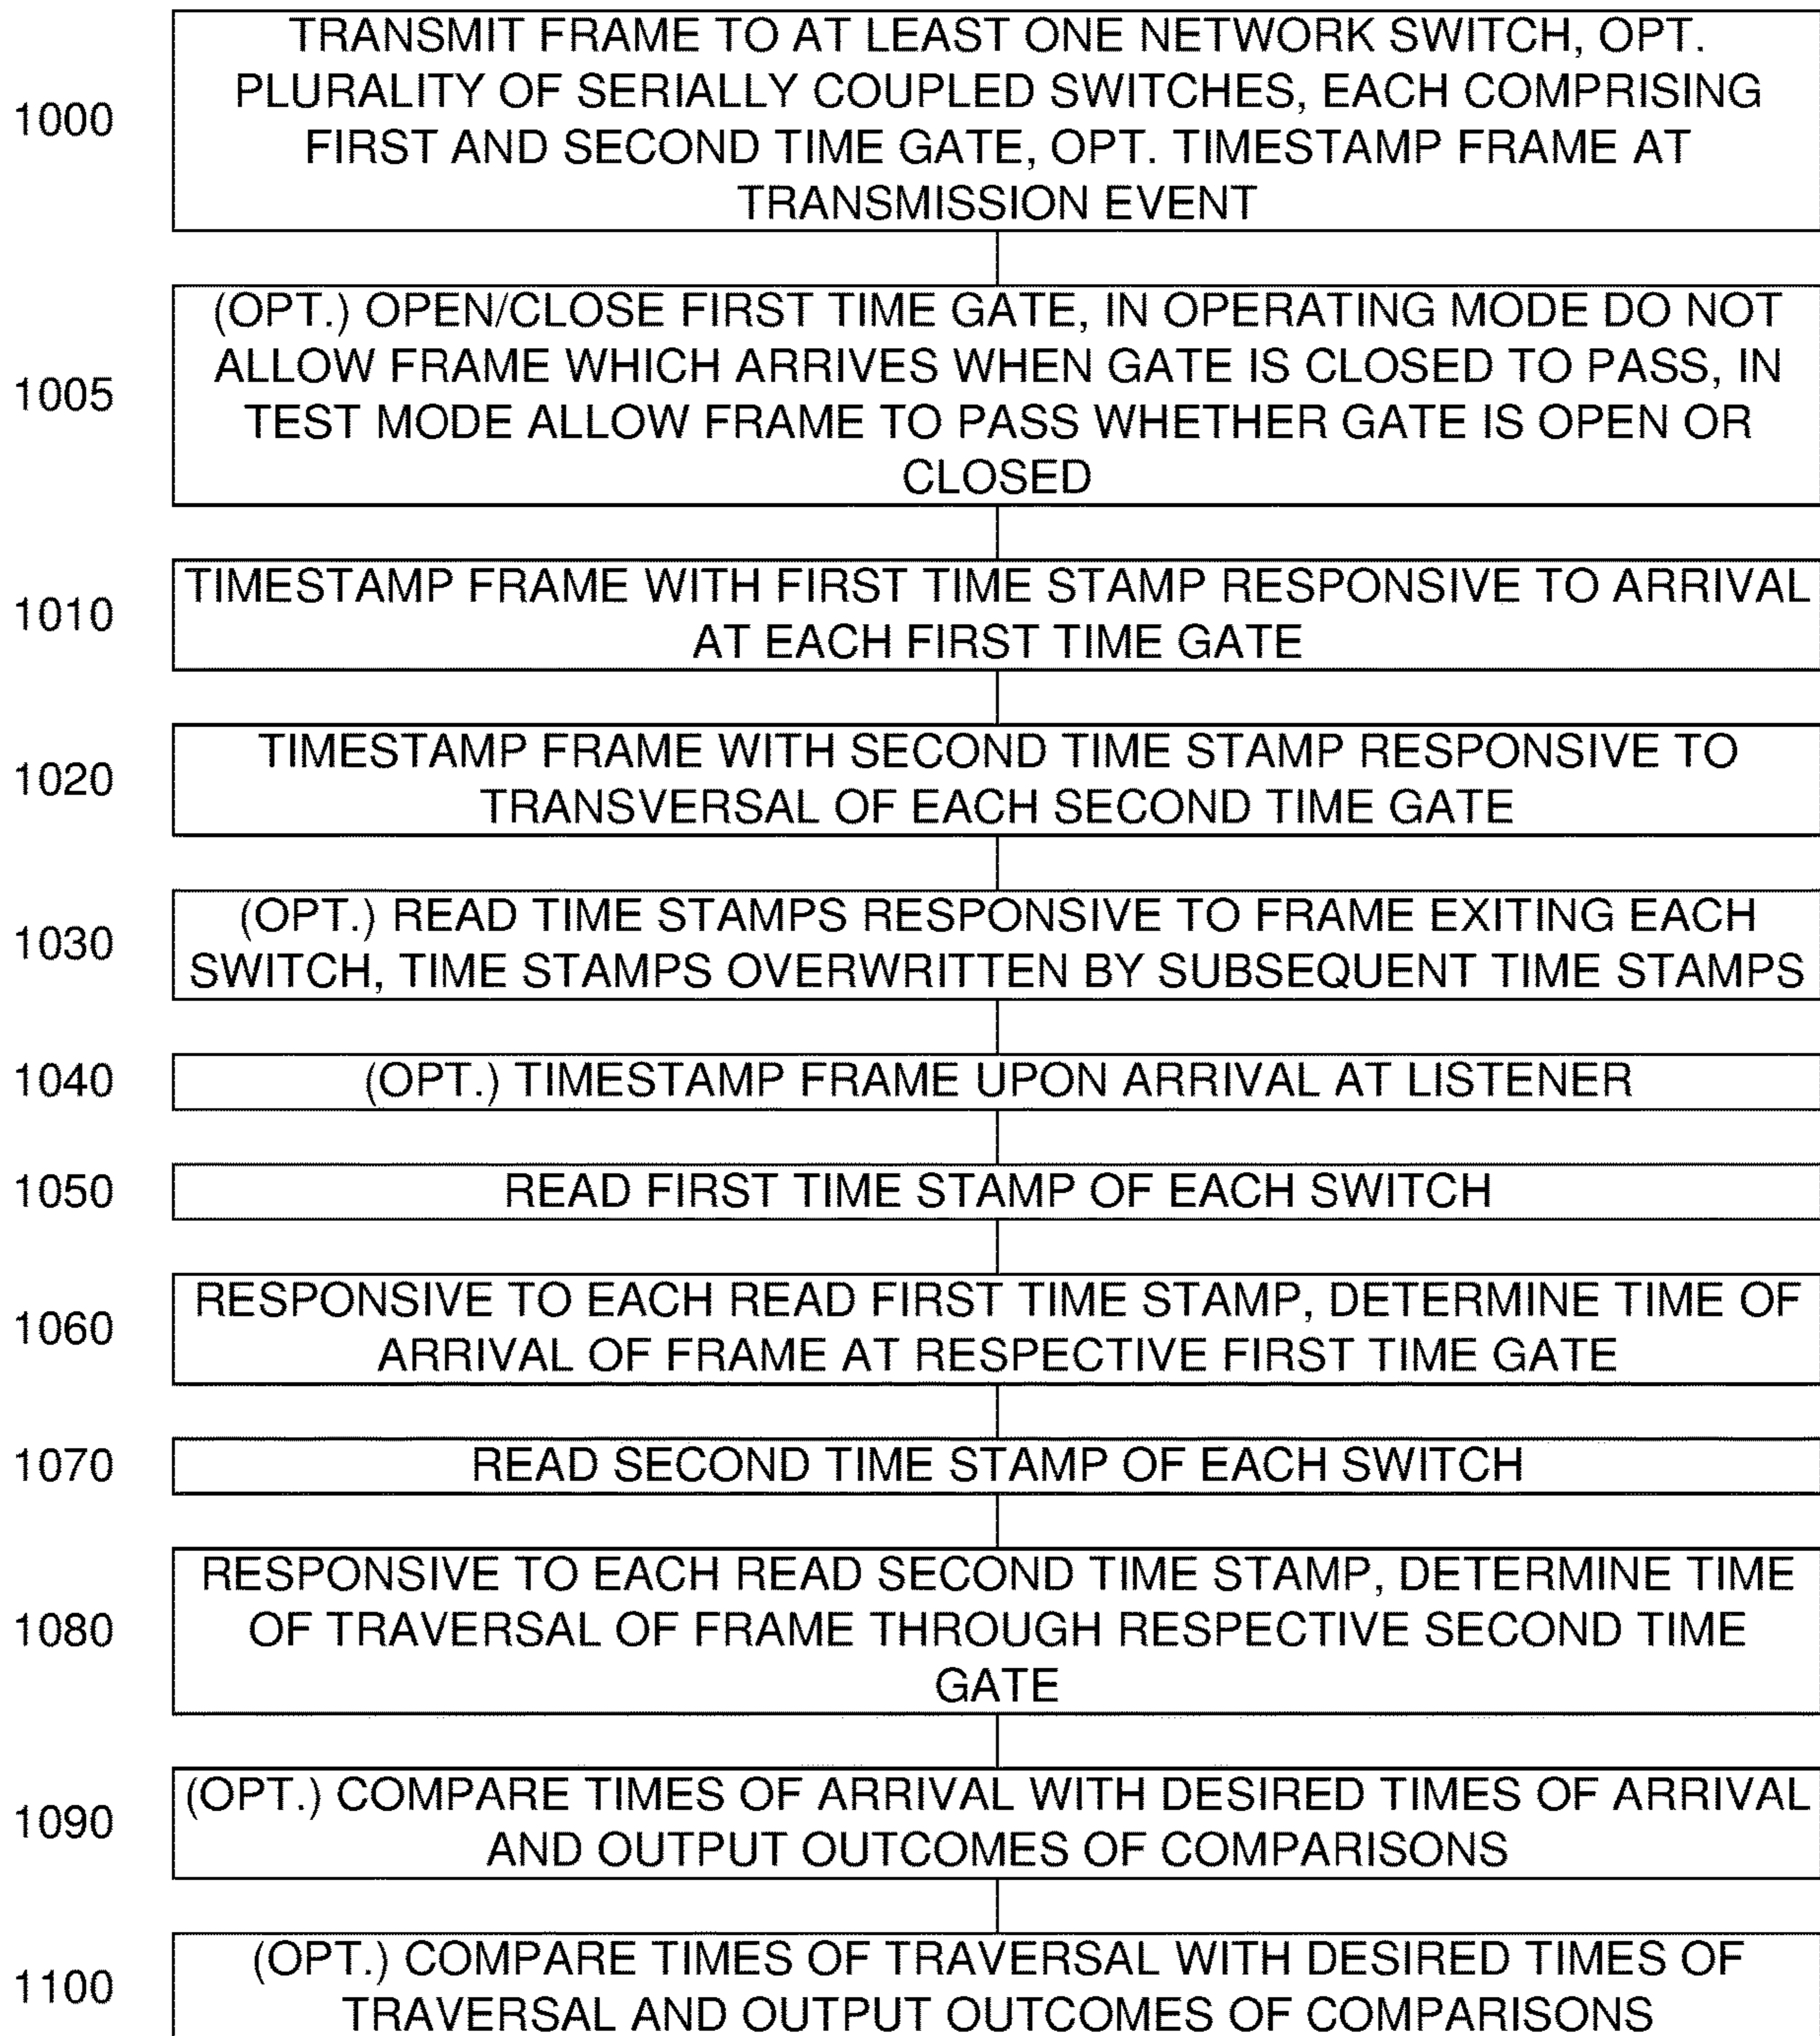 TRANSMIT FRAME TO AT LEAST ONE NETWORK SWITCH, OPT.
PLURALITY OF SERIALLY COUPLED SWITCHES, EACH COMPRISING
1000
FIRST AND SECOND TIME GATE, OPT. TIMESTAMP FRAME AT
TRANSMISSION EVENT
(OPT.) OPEN/CLOSE FIRST TIME GATE, IN OPERATING MODE DO NOT
ALLOW FRAME WHICH ARRIVES WHEN GATE IS CLOSED TO PASS, IN
1005
TEST MODE ALLOW FRAME TO PASS WHETHER GATE IS OPEN OR
CLOSED
1010
TIMESTAMP FRAME WITH FIRST TIME STAMP RESPONSIVE TO ARRIVAL
AT EACH FIRST TIME GATE
1020
TIMESTAMP FRAME WITH SECOND TIME STAMP RESPONSIVE TO
TRANSVERSAL OF EACH SECOND TIME GATE
1030
(OPT.) READ TIME STAMPS RESPONSIVE TO FRAME EXITING EACH
SWITCH, TIME STAMPS OVERWRITTEN BY SUBSEQUENT TIME STAMPS
1040
(OPT.) TIMESTAMP FRAME UPON ARRIVAL AT LISTENER
1050
READ FIRST TIME STAMP OF EACH SWITCH
1060
RESPONSIVE TO EACH READ FIRST TIME STAMP, DETERMINE TIME OF
ARRIVAL OF FRAME AT RESPECTIVE FIRST TIME GATE
1070
READ SECOND TIME STAMP OF EACH SWITCH
1080
RESPONSIVE TO EACH READ SECOND TIME STAMP, DETERMINE TIME
OF TRAVERSAL OF FRAME THROUGH RESPECTIVE SECOND TIME
GATE
1090
(OPT.) COMPARE TIMES OF ARRIVAL WITH DESIRED TIMES OF ARRIVAL
AND OUTPUT OUTCOMES OF COMPARISONS
1100
(OPT.) COMPARE TIMES OF TRAVERSAL WITH DESIRED TIMES OF
TRAVERSAL AND OUTPUT OUTCOMES OF COMPARISONS